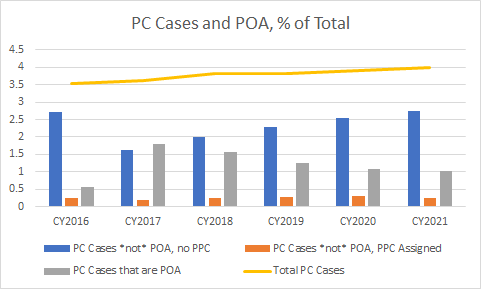 PC Cases and POA, % of Total
4.5
4
3.5
3
2.5
2
1.5
1
0.5
0
CY2016 CY2017 CY2018 CY2019 CY2020 CY2021
PC Cases *not* POA, no PPC PC Cases *not* POA, PPC Assigned
PC Cases that are POA Total PC Cases